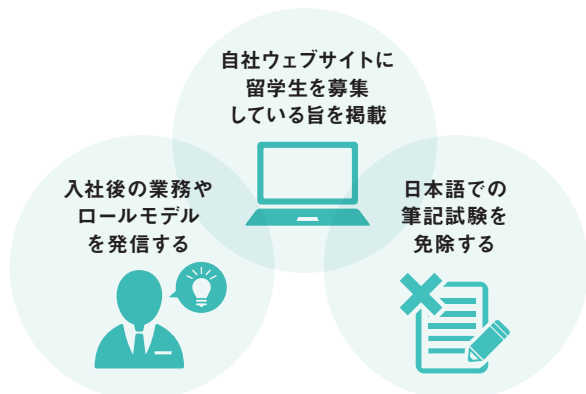 自社ウェブサイトに
留学生を募集
している旨を掲載
入社後の業務や
ロールモデル
を発信する
日本語での
筆記試験を
免除する